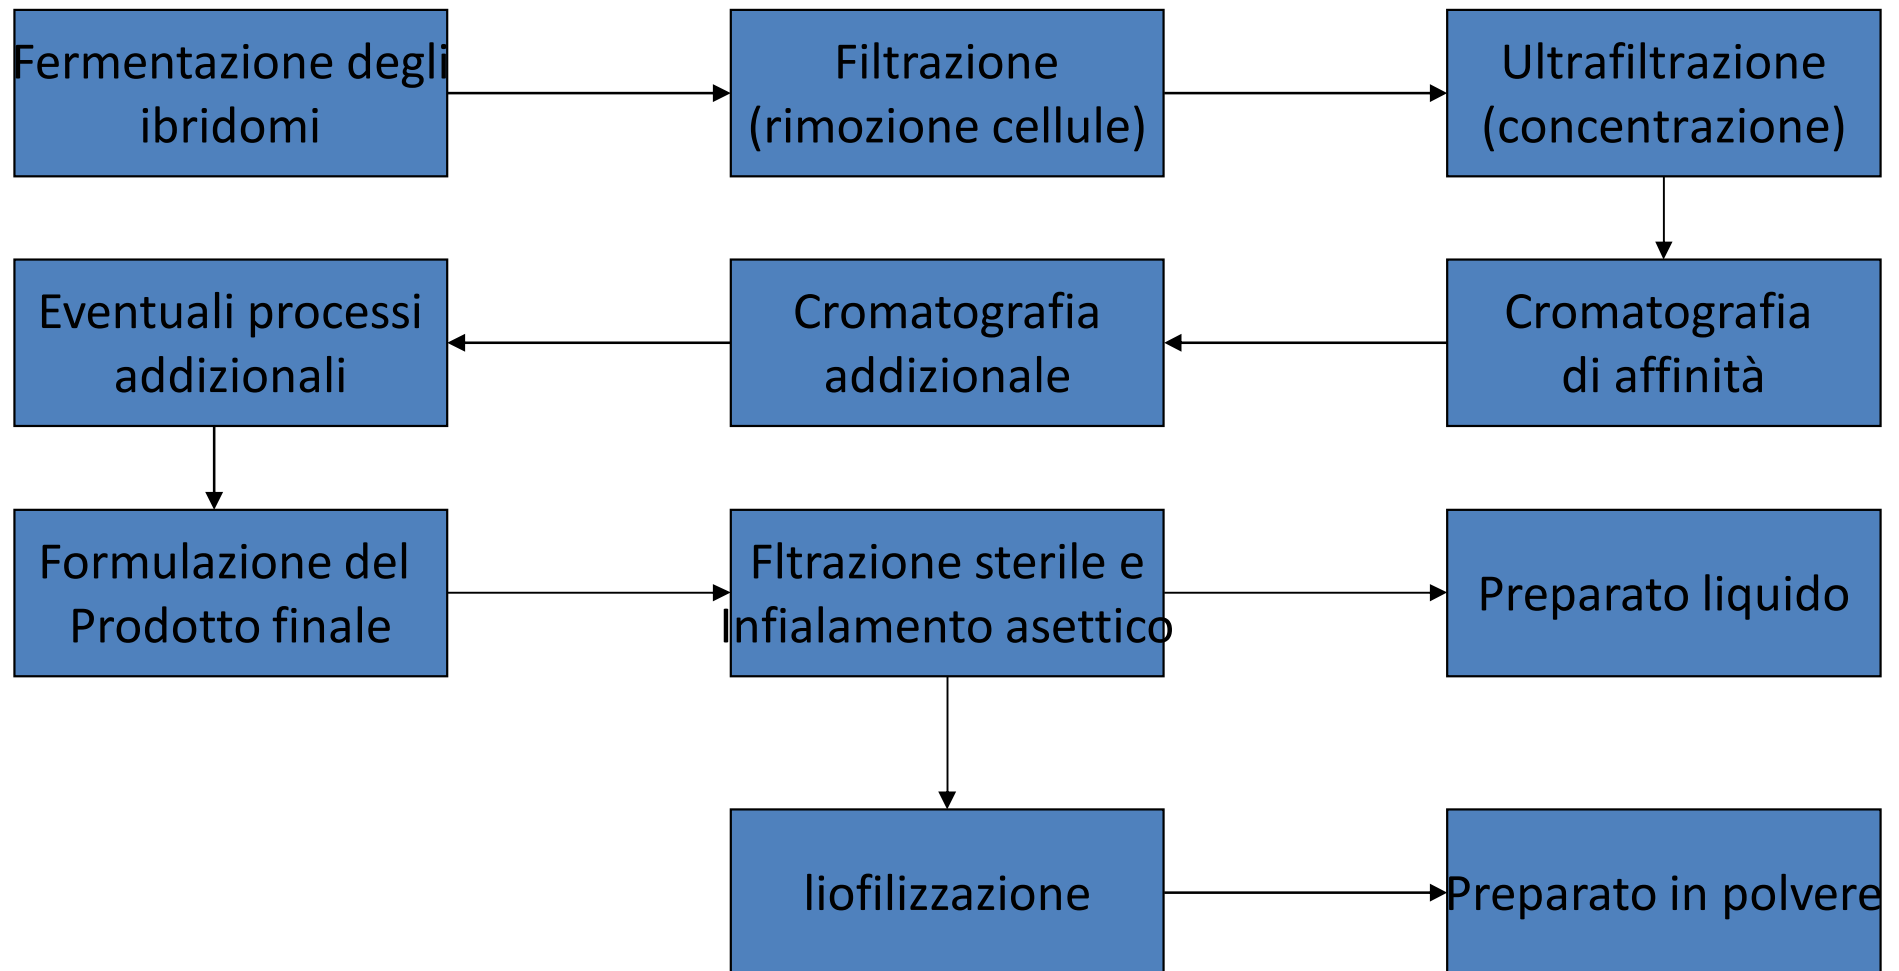 Fermentazione degli
ibridomi
Filtrazione
(rimozione cellule)
Ultrafiltrazione
(concentrazione)
Eventuali processi
addizionali
Cromatografia
addizionale
Cromatografia
di affinità
Formulazione del
Prodotto finale
Fltrazione sterile e
Infialamento asettico
Preparato liquido
liofilizzazione
Preparato in polvere